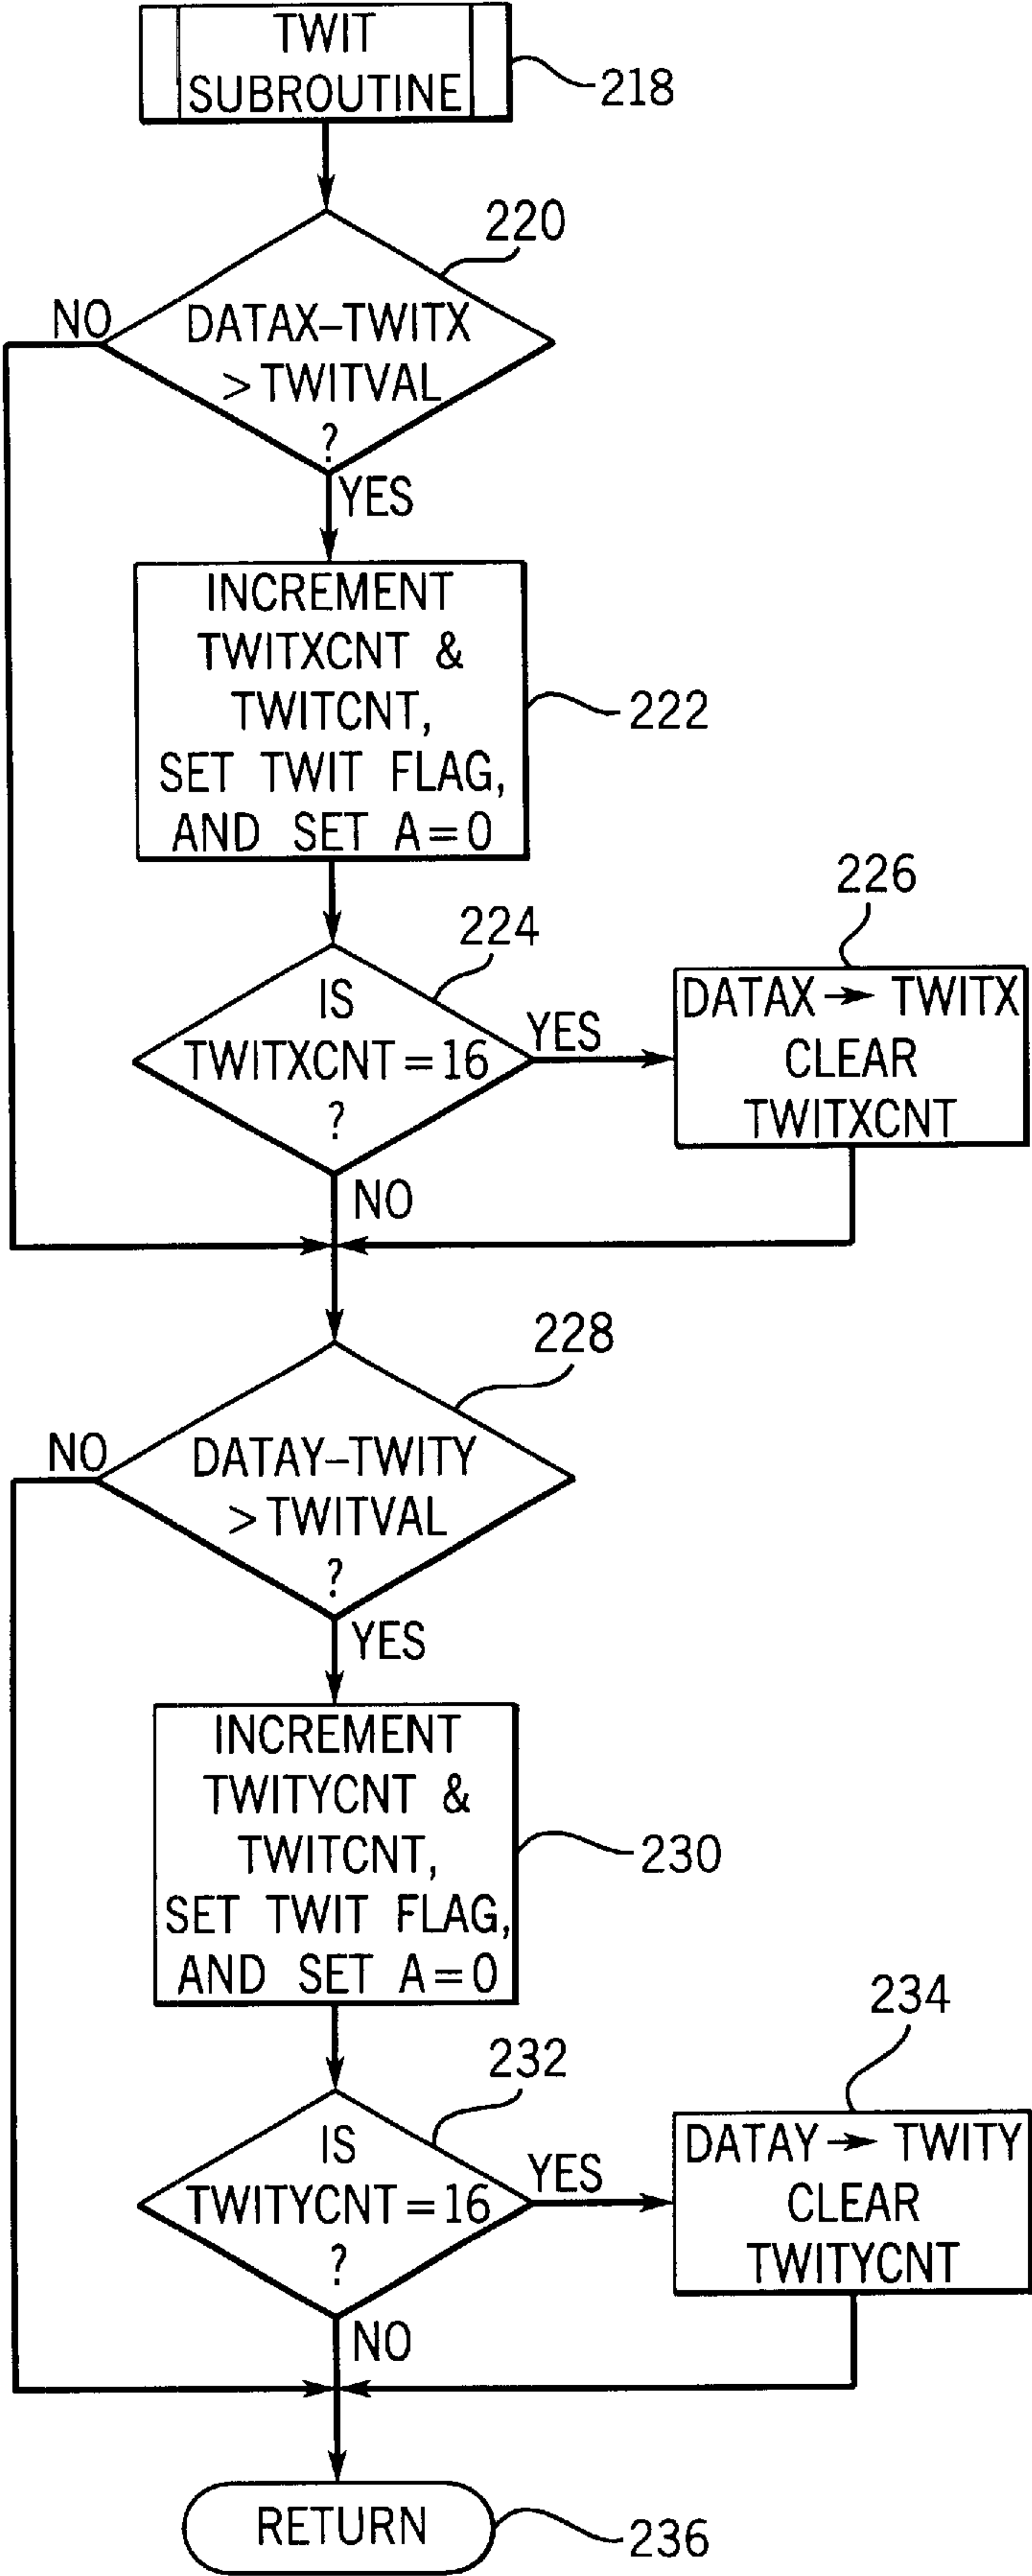 TWIT
SUBROUTINE
218
220
NO
DATAX–TWITX
> TWITVAL
?
YES
INCREMENT
TWITXCNT &
TWITCNT,
SET TWIT FLAG,
AND SET A = 0
222
224
IS
TWITXCNT = 16
?
YES
226
DATAX → TWITX
CLEAR
TWITXCNT
NO
228
NO
DATAY–TWITY
> TWITVAL
?
YES
INCREMENT
TWITYCNT &
TWITCNT,
SET TWIT FLAG,
AND SET A = 0
230
232
IS
TWITYCNT = 16
?
YES
234
DATAY → TWITY
CLEAR
TWITYCNT
NO
RETURN
236